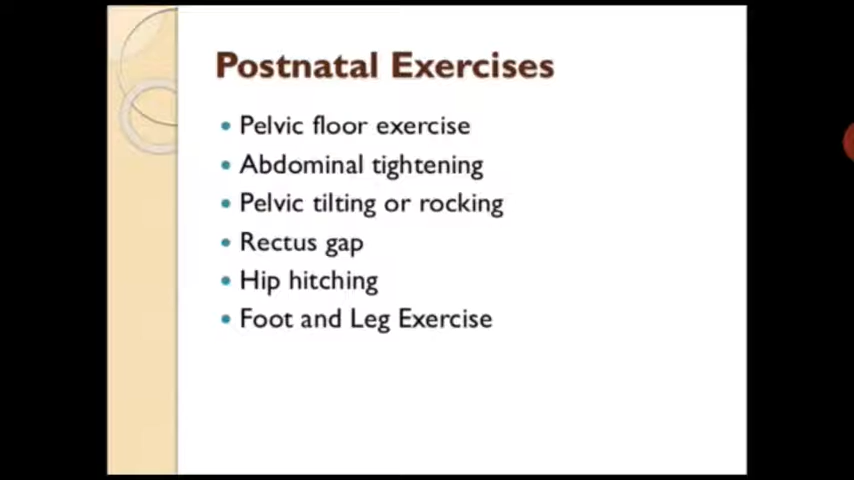 Postnatal Exercises
Pelvic floor exercise
Abdominal tightening
Pelvic tilting or rocking
Rectus gap
Hip hitching
Foot and Leg Exercise